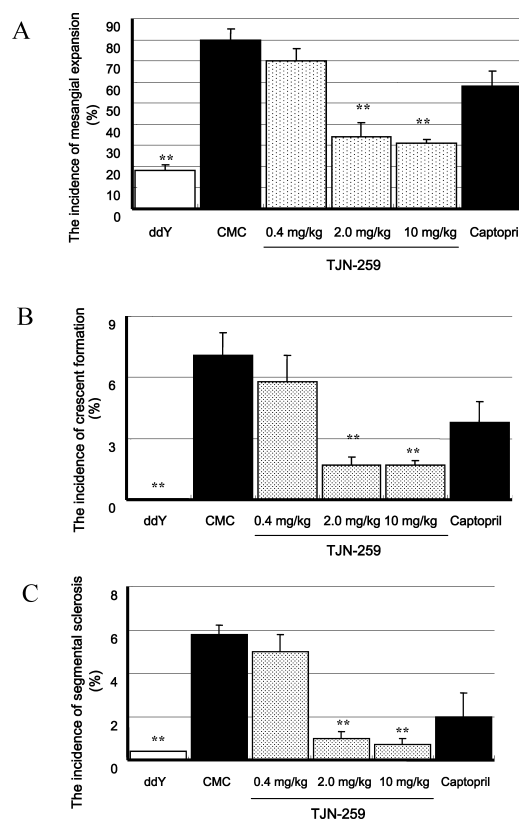 A
The incidence of mesangial expansion
(%)
90
80
70
60
50
40
30
20
10
0
**
**
**
ddY
CMC
0.4 mg/kg
2.0 mg/kg
10 mg/kg
Captopril
TJN-259
B
The incidence of crescent formation
(%)
9
6
3
0
**
**
**
ddY
CMC
0.4 mg/kg
2.0 mg/kg
10 mg/kg
Captopril
TJN-259
C
The incidence of segmental sclerosis
(%)
8
6
4
2
0
**
**
**
ddY
CMC
0.4 mg/kg
2.0 mg/kg
10 mg/kg
Captopril
TJN-259